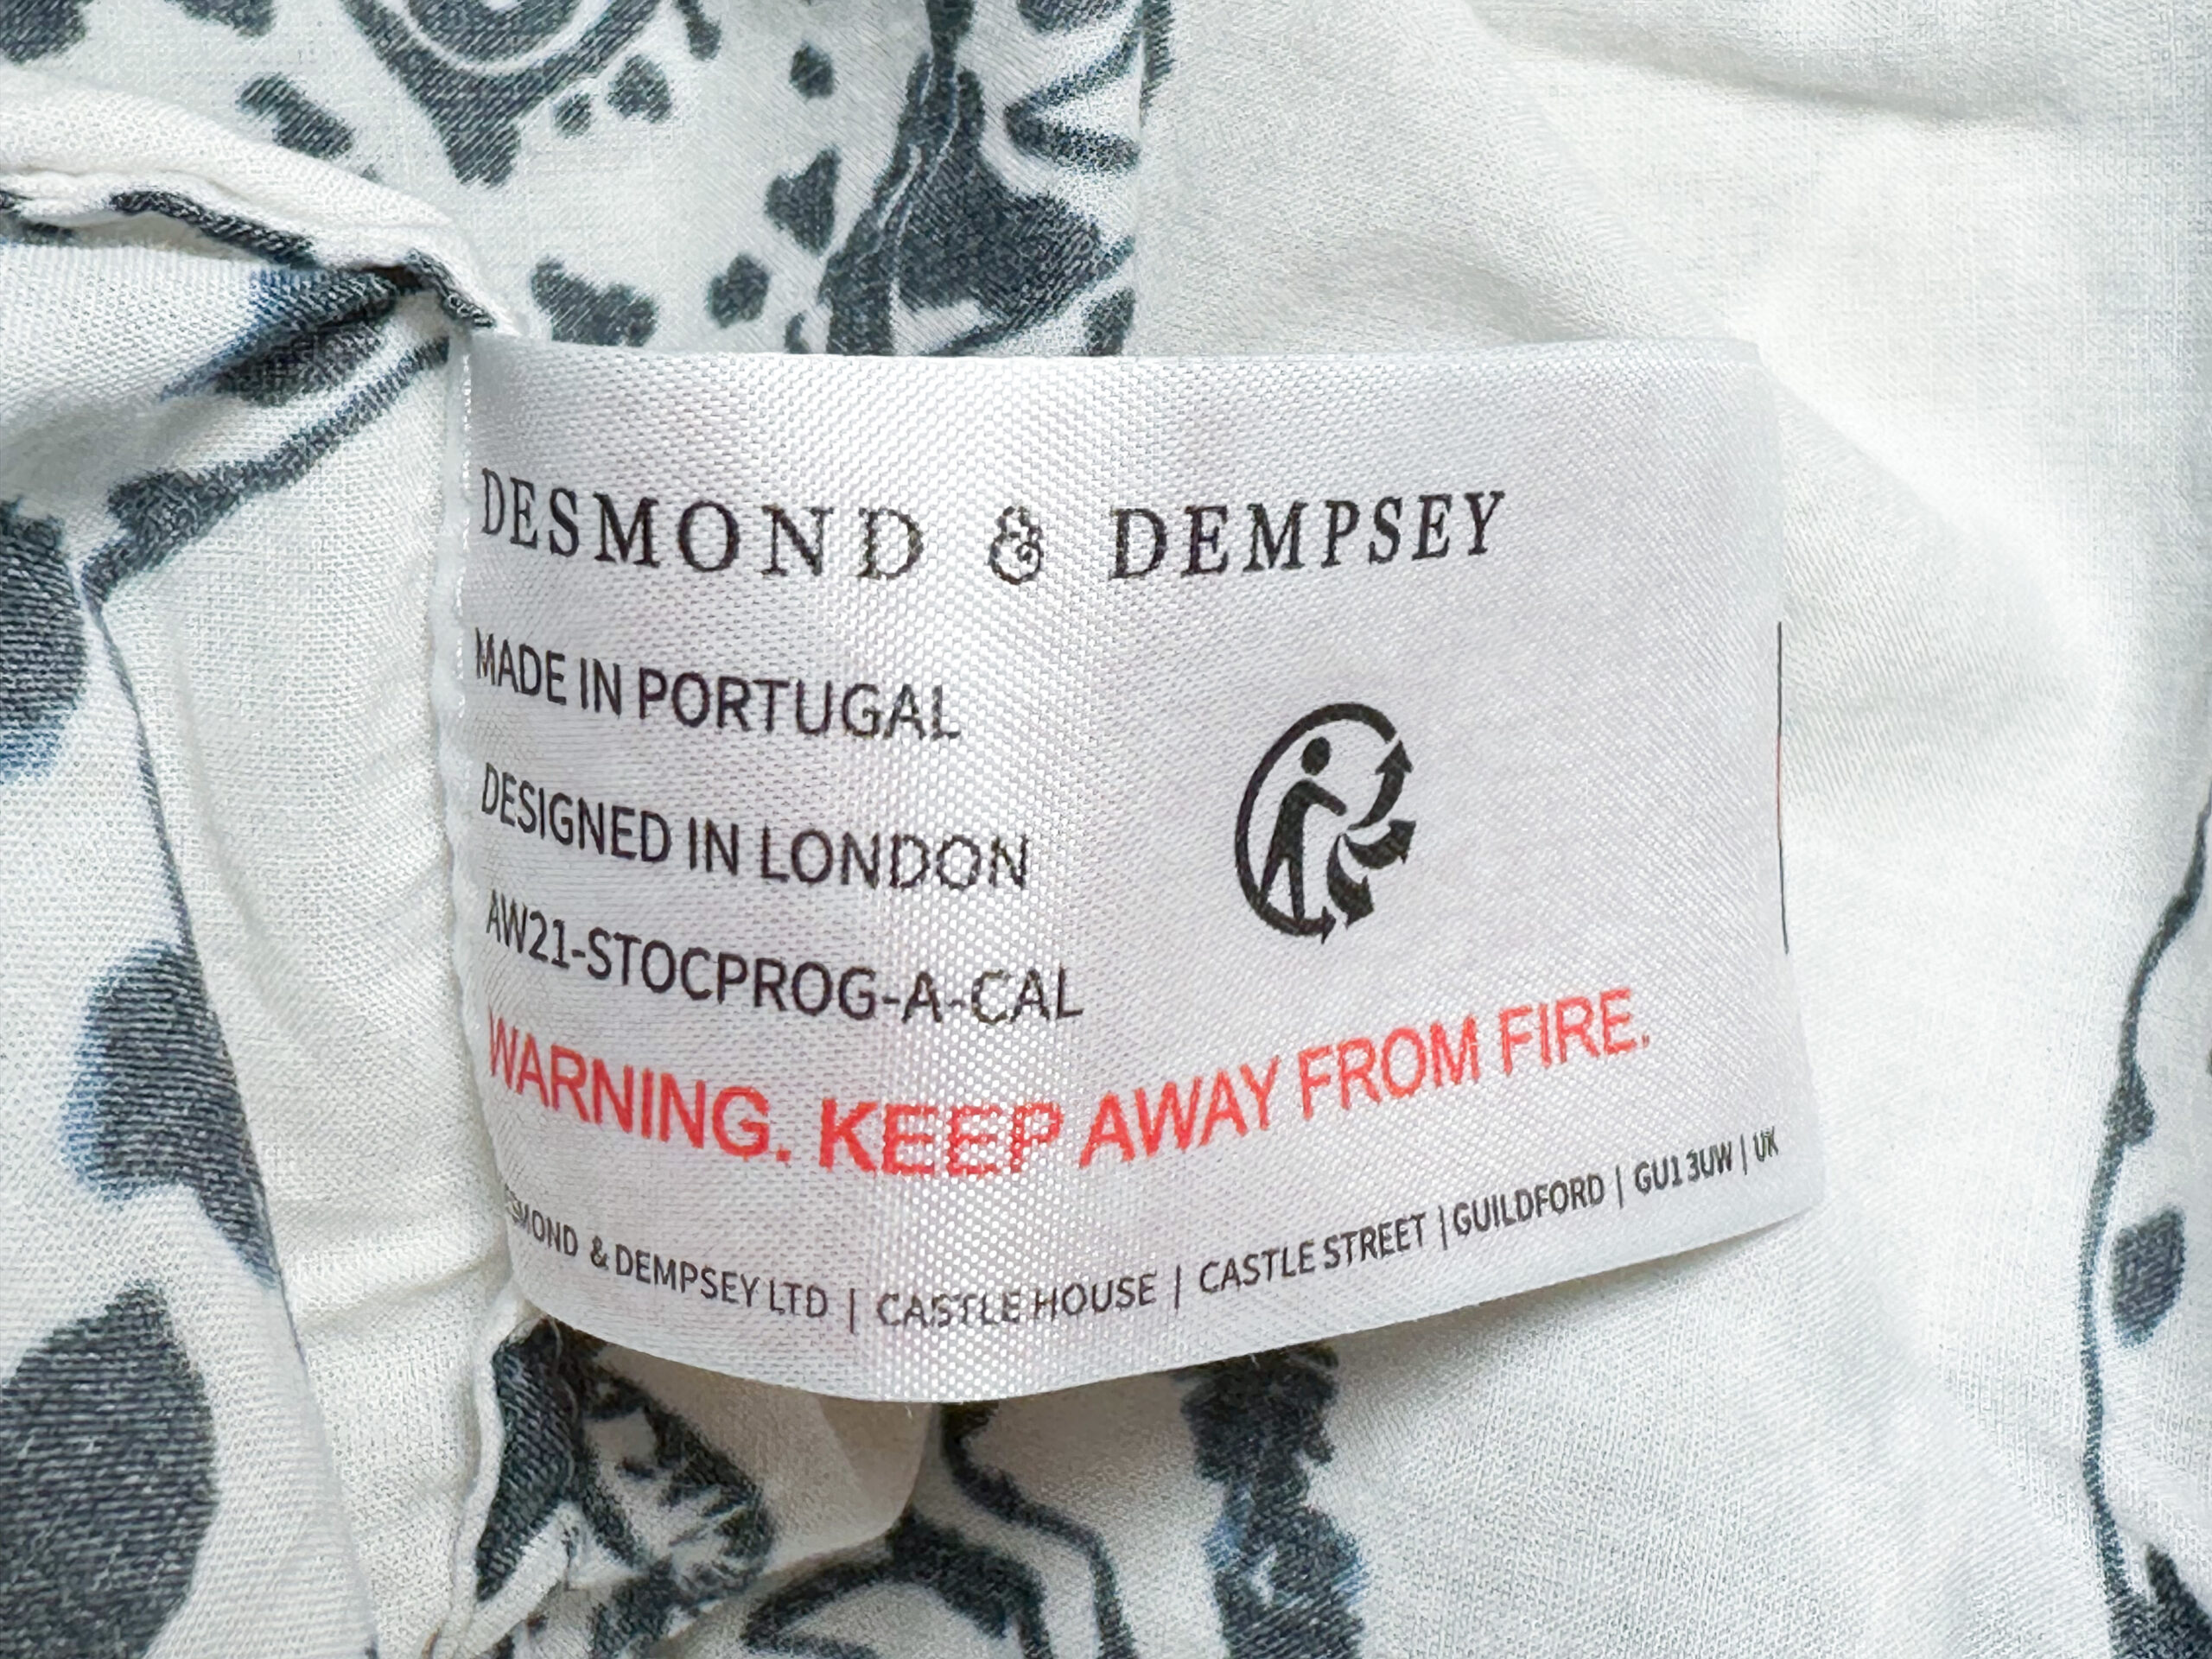 DESMOND & DEMPSEY
MADE IN PORTUGAL
DESIGNED IN LONDON
AW21-STOCPROG-A-CAL
WARNING. KEEP AWAY FROM FIRE.
ESMOND & DEMPSEY LTD | CASTLE HOUSE | CASTLE STREET | GUILDFORD | GU1 3UW | UK